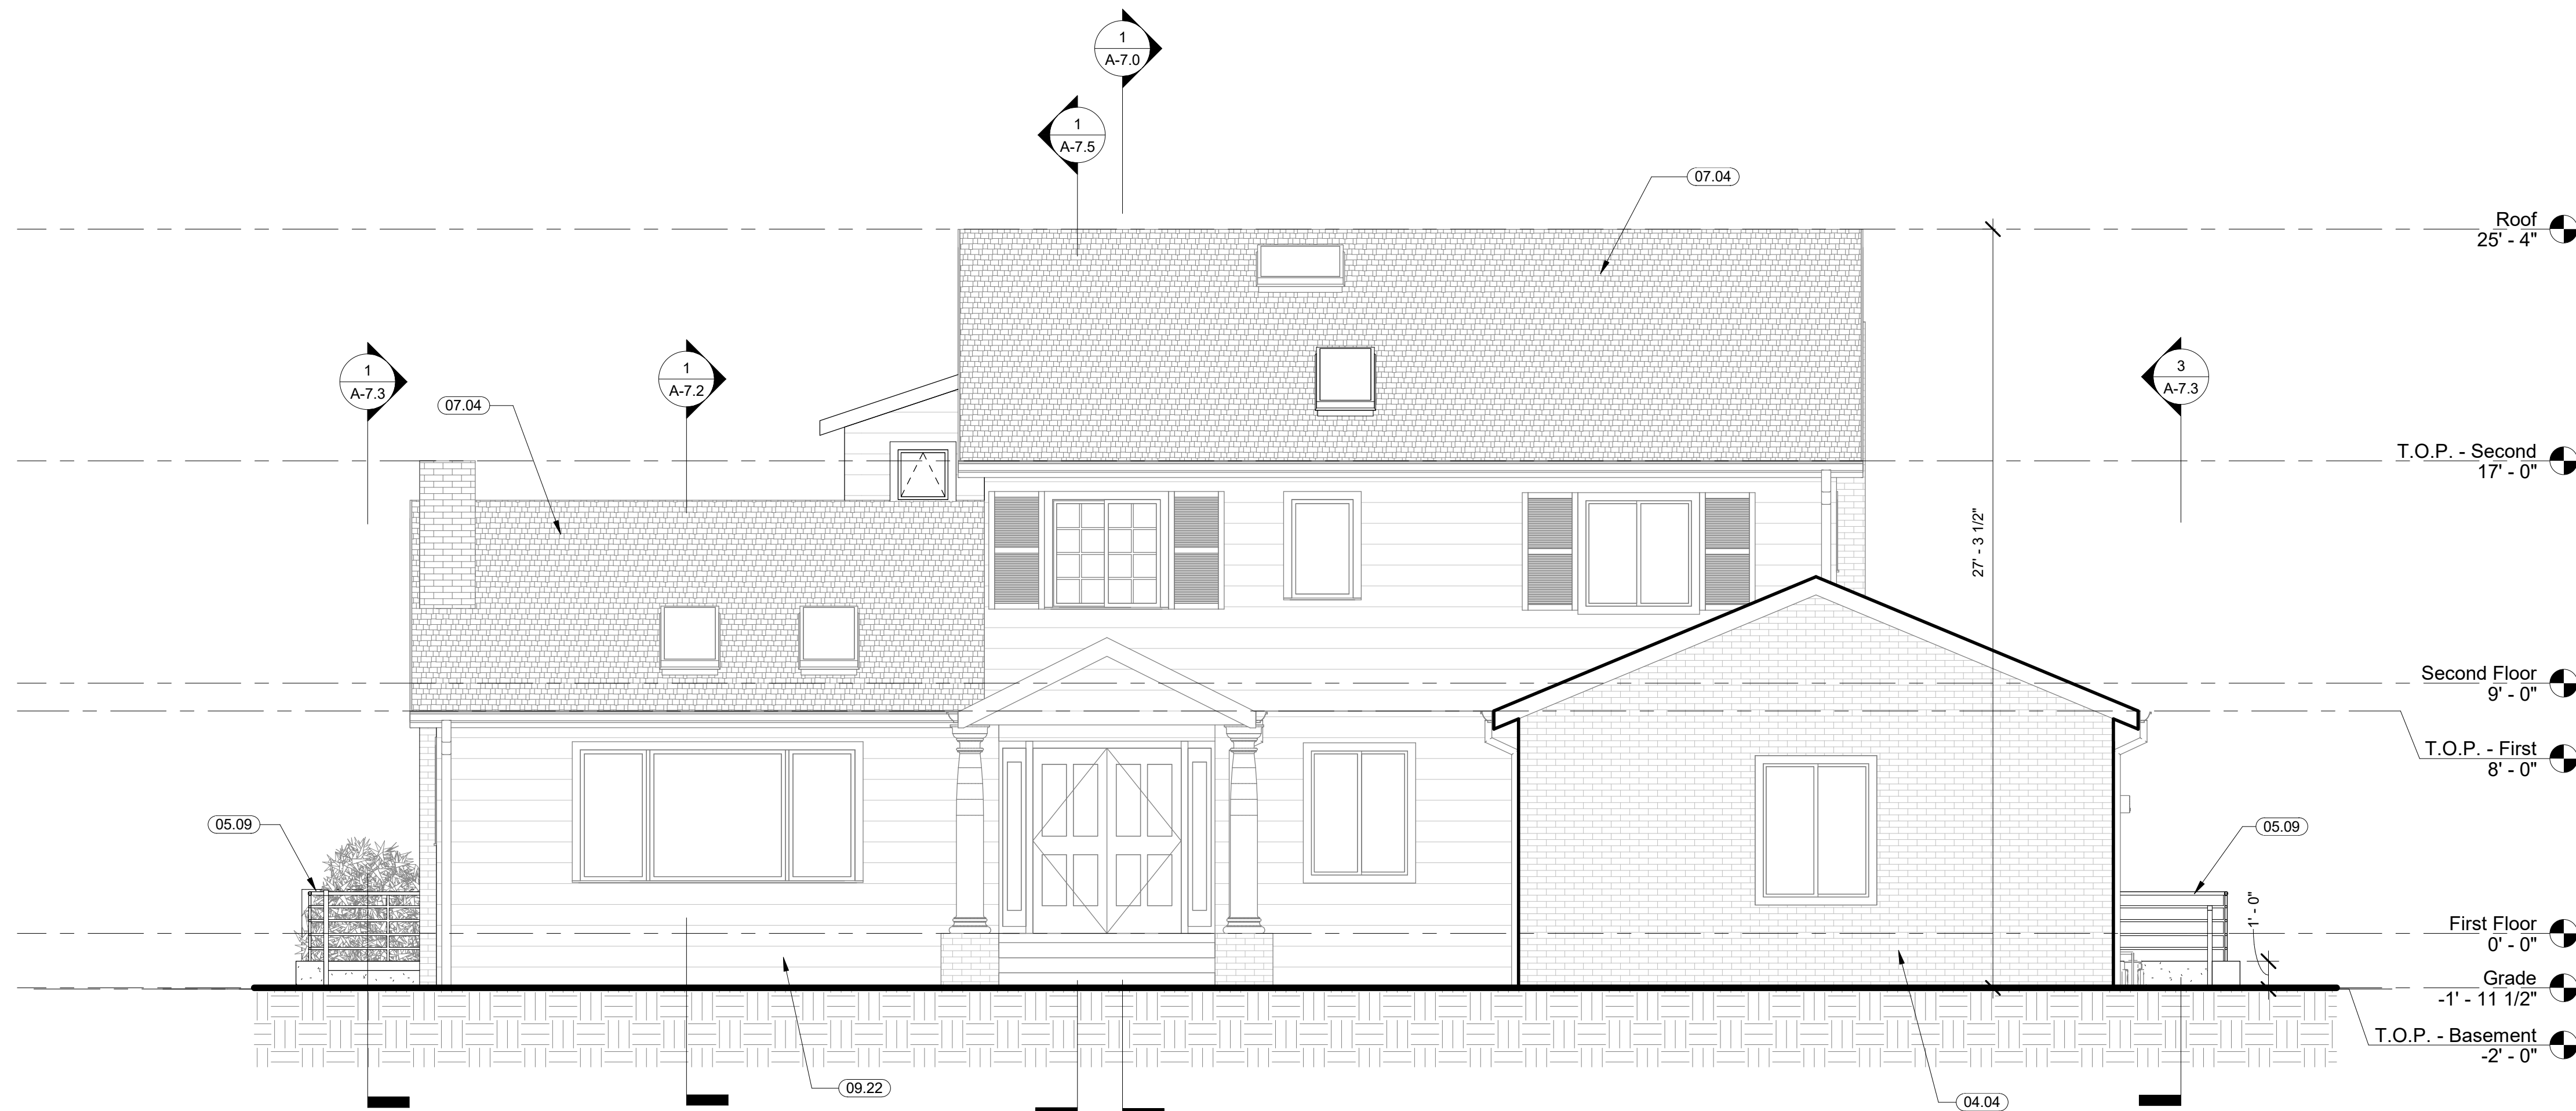 1
A-7.0
1
A-7.5
07.04
Roof
25' - 4"
1
A-7.3
1
A-7.2
3
A-7.3
07.04
T.O.P. - Second
17' - 0"
27' - 3 1/2"
Second Floor
9' - 0"
T.O.P. - First
8' - 0"
05.09
05.09
1' - 0"
First Floor
0' - 0"
Grade
-1' - 11 1/2"
T.O.P. - Basement
-2' - 0"
09.22
04.04